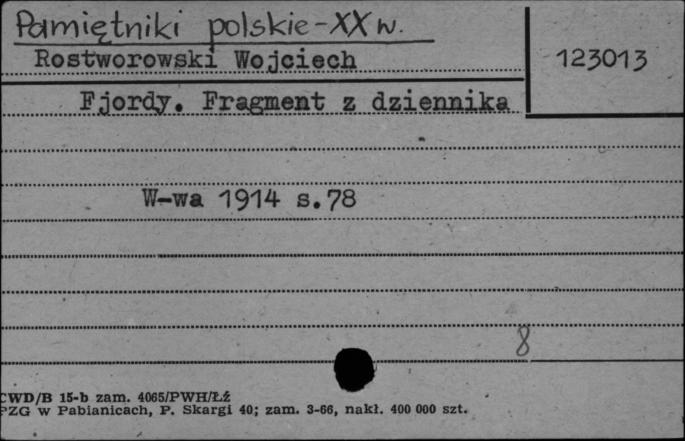 Pamiętniki polskie-XX w.
Rostworowski Wojciech
123013
Fjordy. Fragment z dziennika
W-wa 1914 s.78
8
CWD/B 15-b zam. 4065/PWH/Łź
PZG w Pabianicach, P. Skargi 40; zam. 3-66, nakł. 400 000 szt.